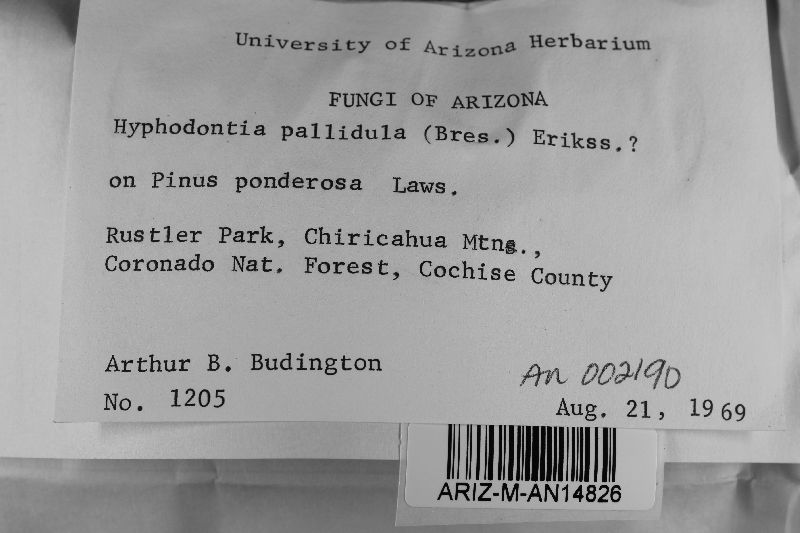 University of Arizona Herbarium
FUNGI OF ARIZONA
Hyphodontia pallidula (Bres.) Erikss.?
on Pinus ponderosa Laws.
Rustler Park, Chiricahua Mtns.,
Coronado Nat. Forest, Cochise County
Arthur B. Budington
AN 002190
No. 1205
Aug. 21, 1969
ARIZ-M-AN14826